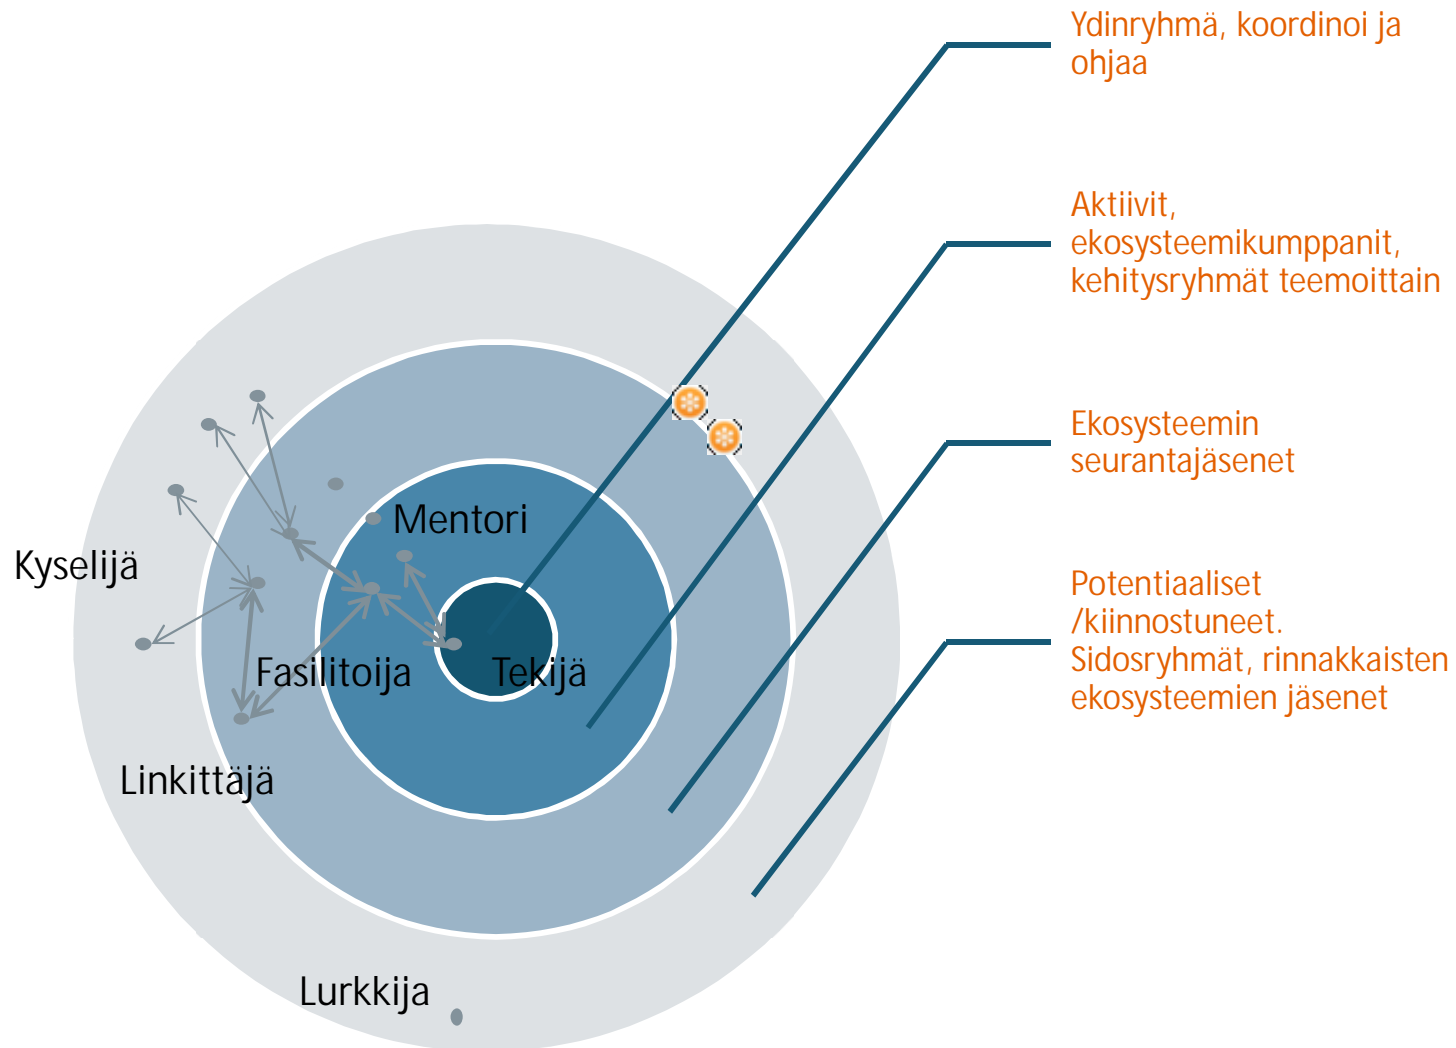 Ydinryhmä, koordinoi ja
ohjaa
Aktiivit,
ekosysteemikumppanit,
kehitysryhmät teemoittain
Ekosysteemin
seurantajäsenet
Potentiaaliset
/kiinnostuneet.
Sidosryhmät, rinnakkaisten
ekosysteemien jäsenet
Mentori
Kyselijä
Fasilitoija
Tekijä
Linkittäjä
Lurkkija